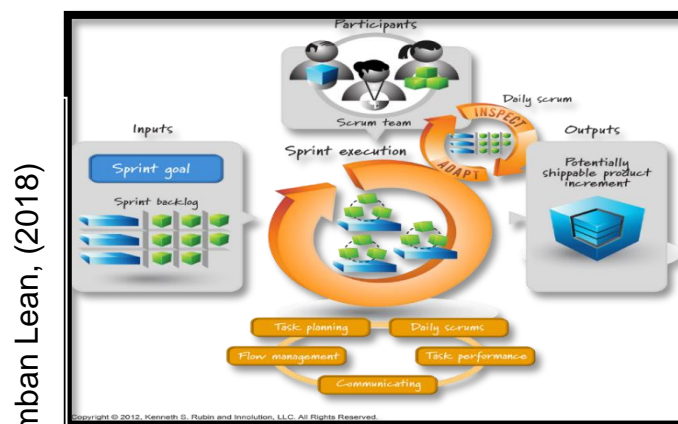 Participants
Scrum team
Daily scrum
INSPECT
ADAPT
Inputs
Sprint goal
Sprint backlog
Sprint execution
Outputs
Potentially
shippable product
increment
Task planning
Daily scrums
Flow management
Task performance
Communicating
Copyright © 2012, Kenneth S. Rubin and Innolution, LLC. All Rights Reserved.
Lean, (2018)